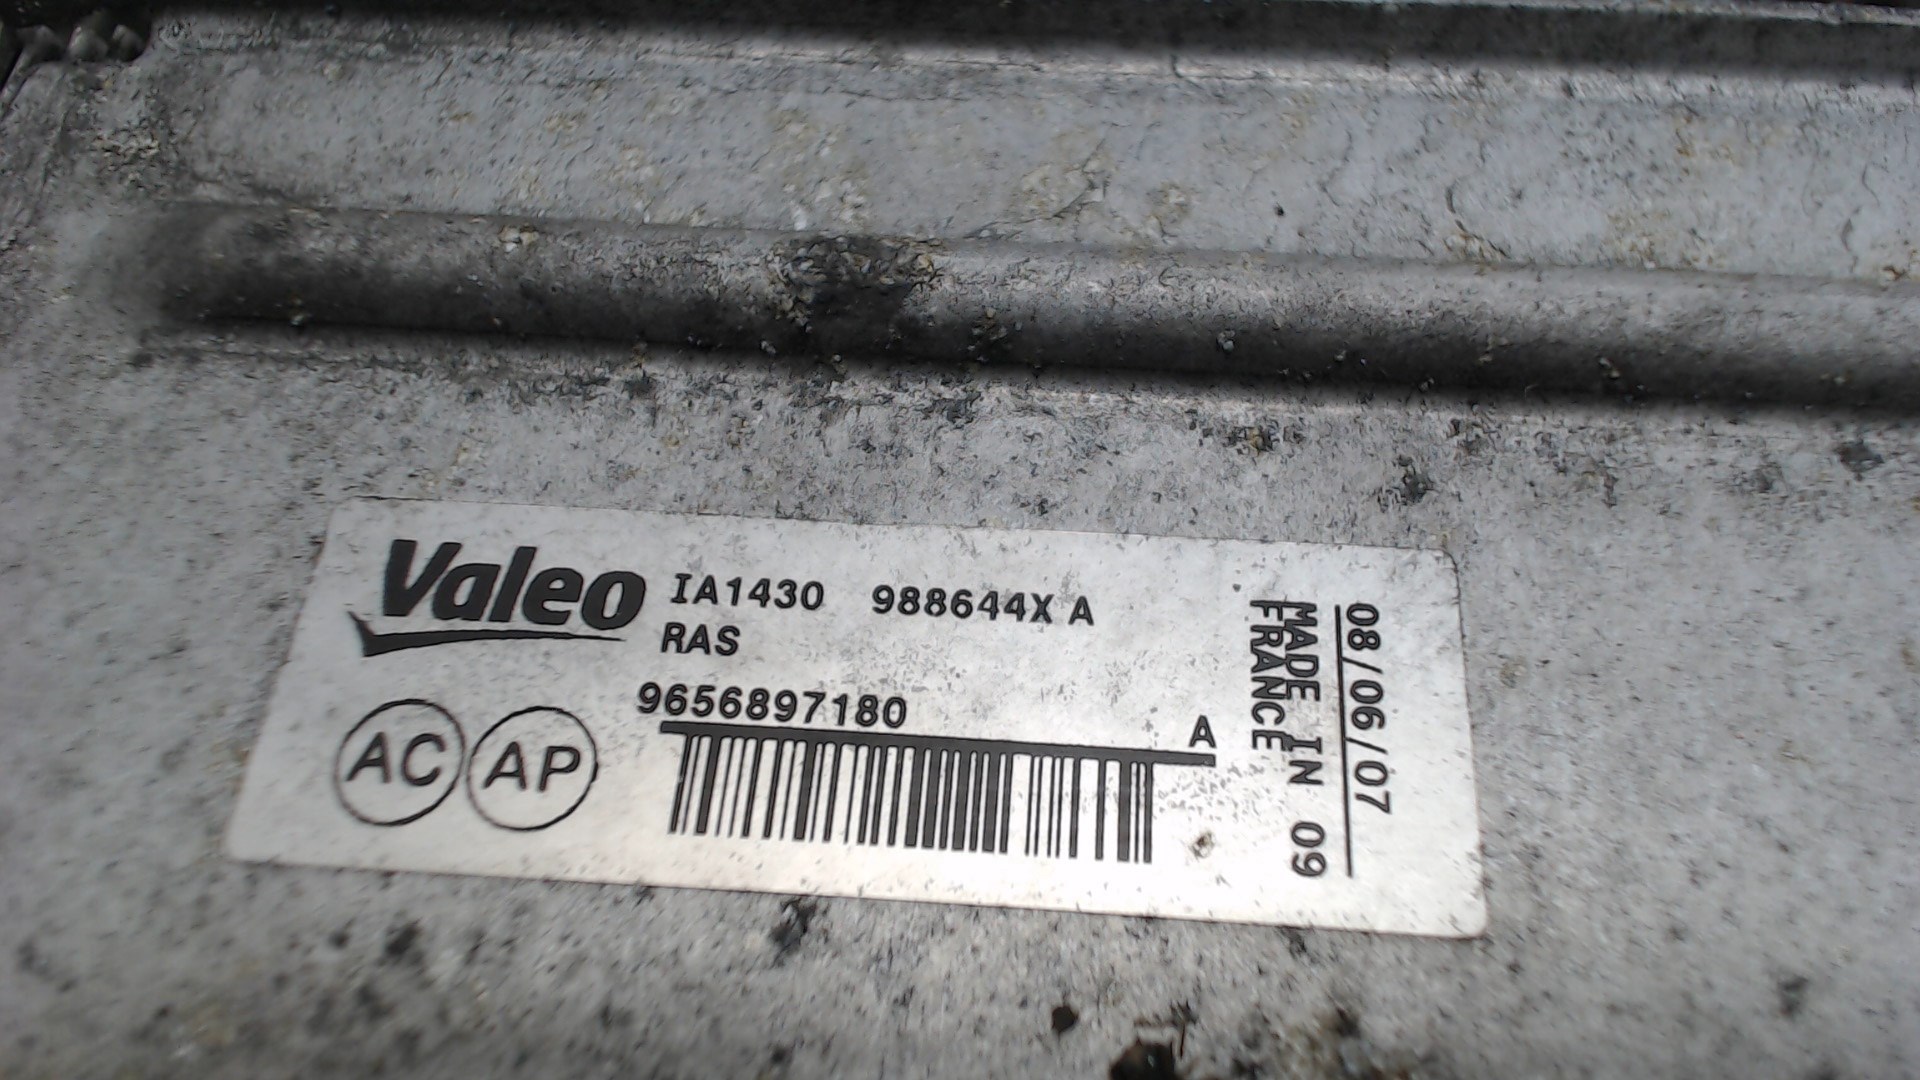 Valeo IA1430 988644X A
RAS
9656897180 A
AC AP
08/06/07
MADE IN 09
FRANCE